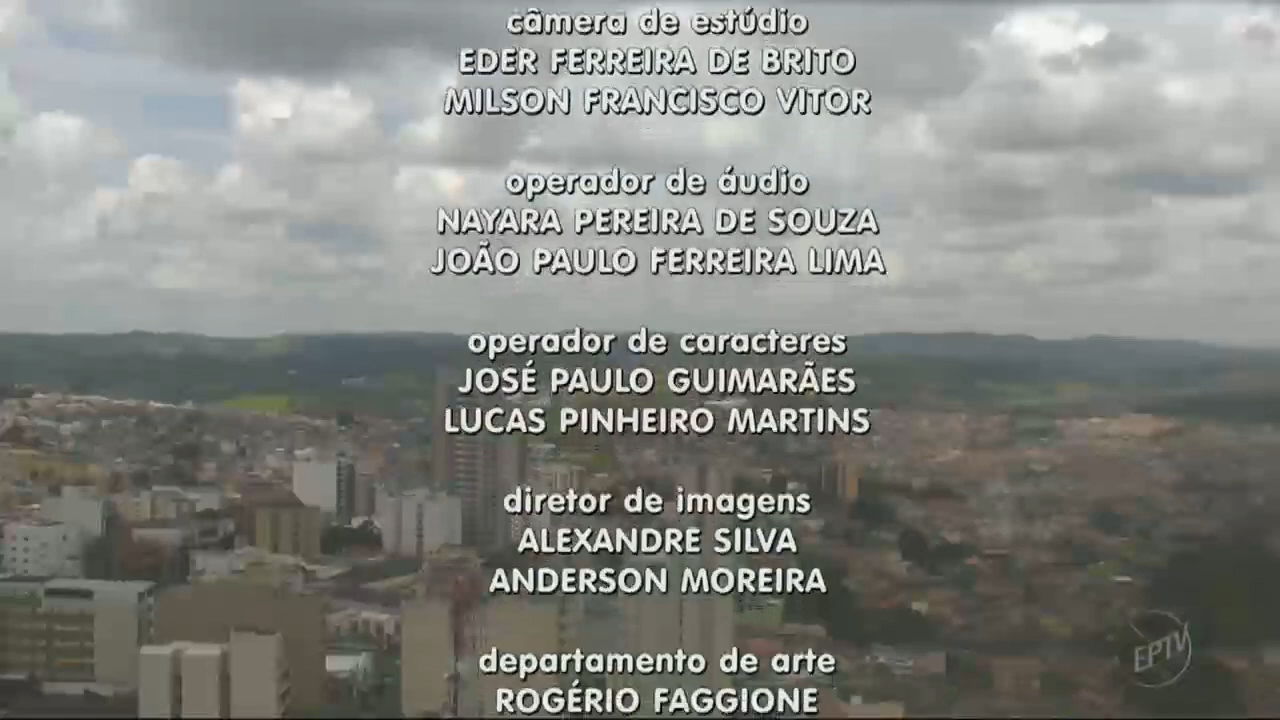 câmera de estúdio
EDER FERREIRA DE BRITO
MILSON FRANCISCO VITOR
operador de áudio
NAYARA PEREIRA DE SOUZA
JOÃO PAULO FERREIRA LIMA
operador de caracteres
JOSÉ PAULO GUIMARÃES
LUCAS PINHEIRO MARTINS
diretor de imagens
ALEXANDRE SILVA
ANDERSON MOREIRA
departamento de arte
ROGÉRIO FAGGIONE
EPTV